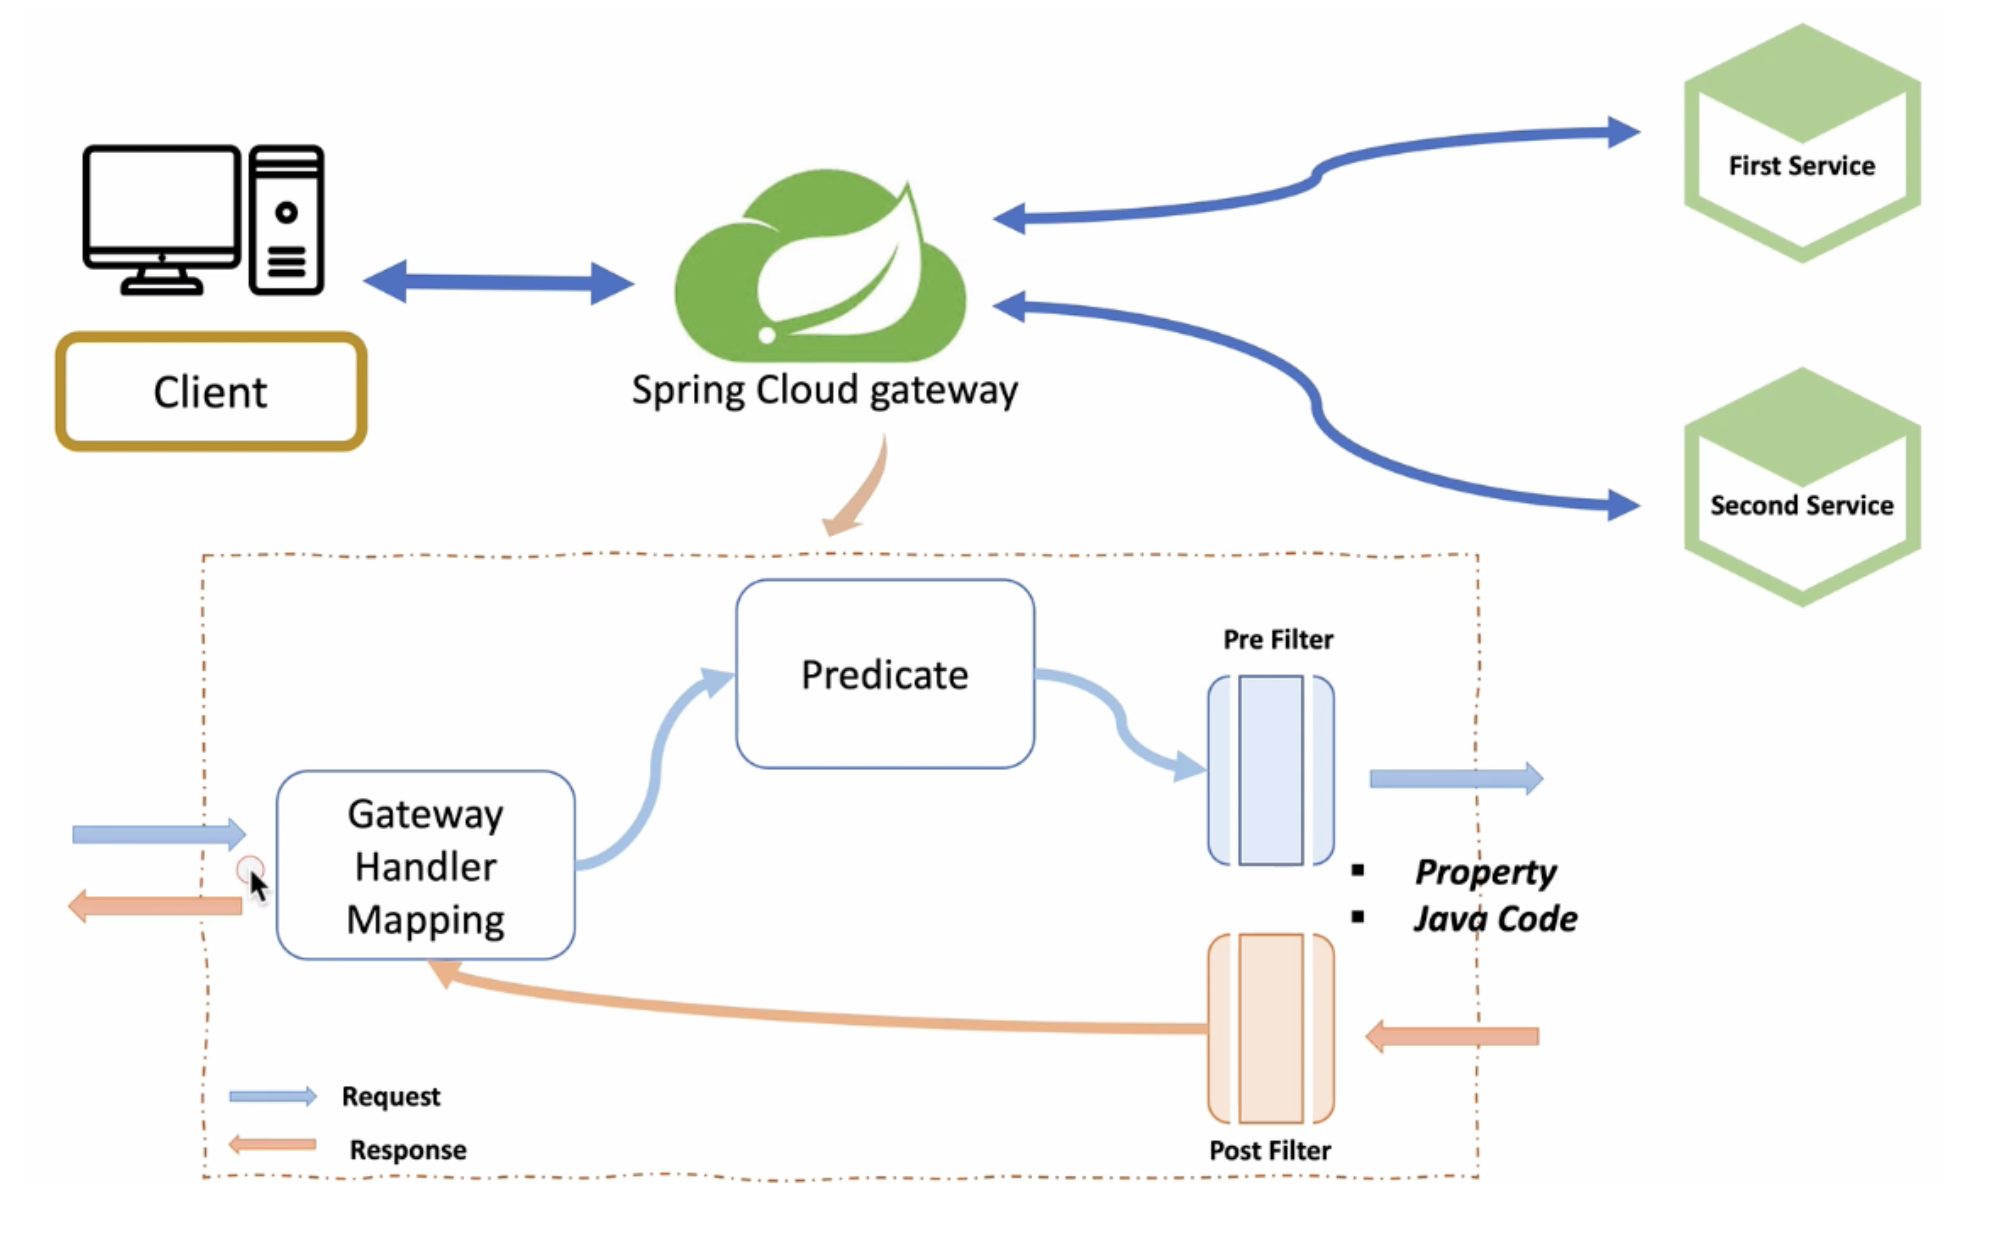 First Service
Client
Spring Cloud gateway
Second Service
Predicate
Pre Filter
Gateway
Handler
Mapping
▪ Property
▪ Java Code
Request
Response
Post Filter